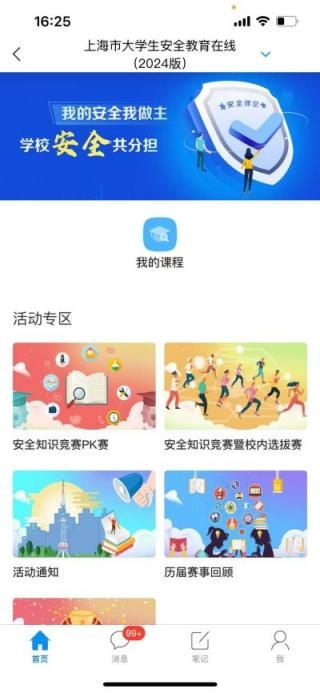 16:25
上海市大学生安全教育在线
(2024版)
我的安全我做主
学校安全共分担
安全课堂
我的课程
活动专区
安全知识竞赛PK赛
安全知识竞赛暨校内选拔赛
活动通知
历届赛事回顾
99+
首页
消息
笔记
我